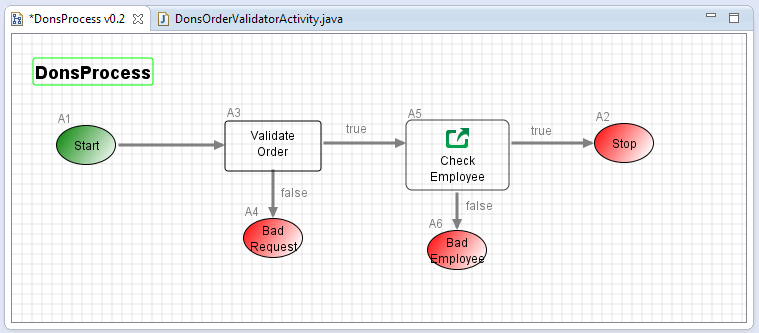 *DonsProcess v0.2
DonsOrderValidatorActivity.java
DonsProcess
A1
Start
A3
Validate
Order
true
A5
Check
Employee
true
A2
Stop
false
A4
Bad
Request
false
A6
Bad
Employee